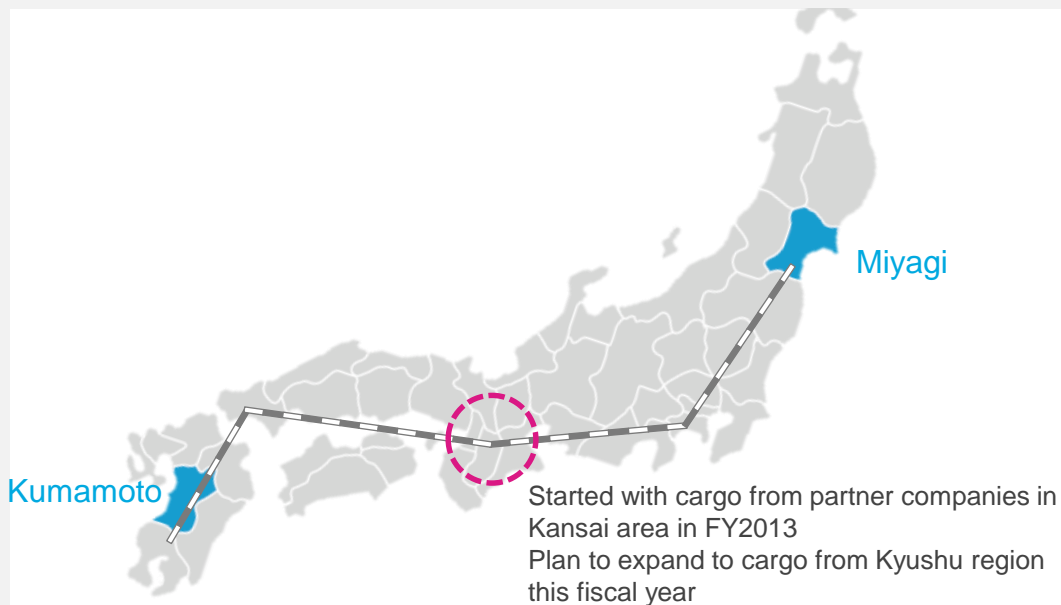 Miyagi
Kumamoto
Started with cargo from partner companies in
Kansai area in FY2013
Plan to expand to cargo from Kyushu region
this fiscal year